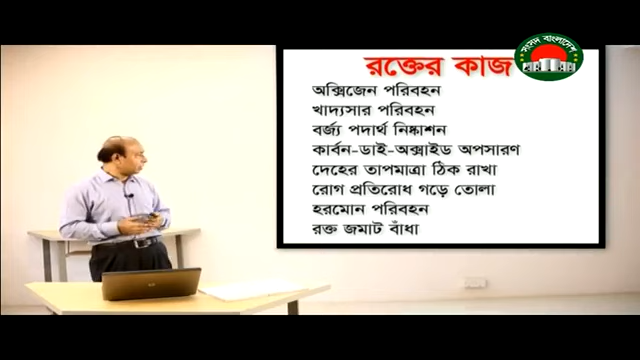 রক্তের কাজ
সংসদ বাংলাদেশ
অক্সিজেন পরিবহন
খাদ্যসার পরিবহন
বর্জ্য পদার্থ নিষ্কাশন
কার্বন-ডাই-অক্সাইড অপসারণ
দেহের তাপমাত্রা ঠিক রাখা
রোগ প্রতিরোধ গড়ে তোলা
হরমোন পরিবহন
রক্ত জমাট বাঁধা